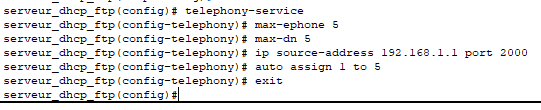 serveur_dhcp_ftp(config)# telephony-service
serveur_dhcp_ftp(config-telephony)# max-ephone 5
serveur_dhcp_ftp(config-telephony)# max-dn 5
serveur_dhcp_ftp(config-telephony)# ip source-address 192.168.1.1 port 2000
serveur_dhcp_ftp(config-telephony)# auto assign 1 to 5
serveur_dhcp_ftp(config-telephony)# exit
serveur_dhcp_ftp(config)#